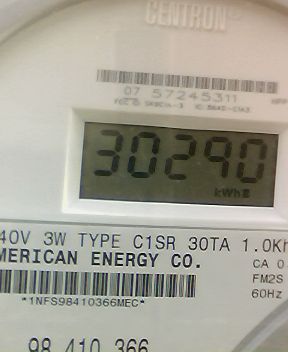 CENTRON®
07 57245311
30290
kWh
40V 3W TYPE C1SR 30TA 1.0Kh
MERICAN ENERGY CO.
CA 0
FM2S
60Hz
*1NFS98410366MEC*
98 410 366